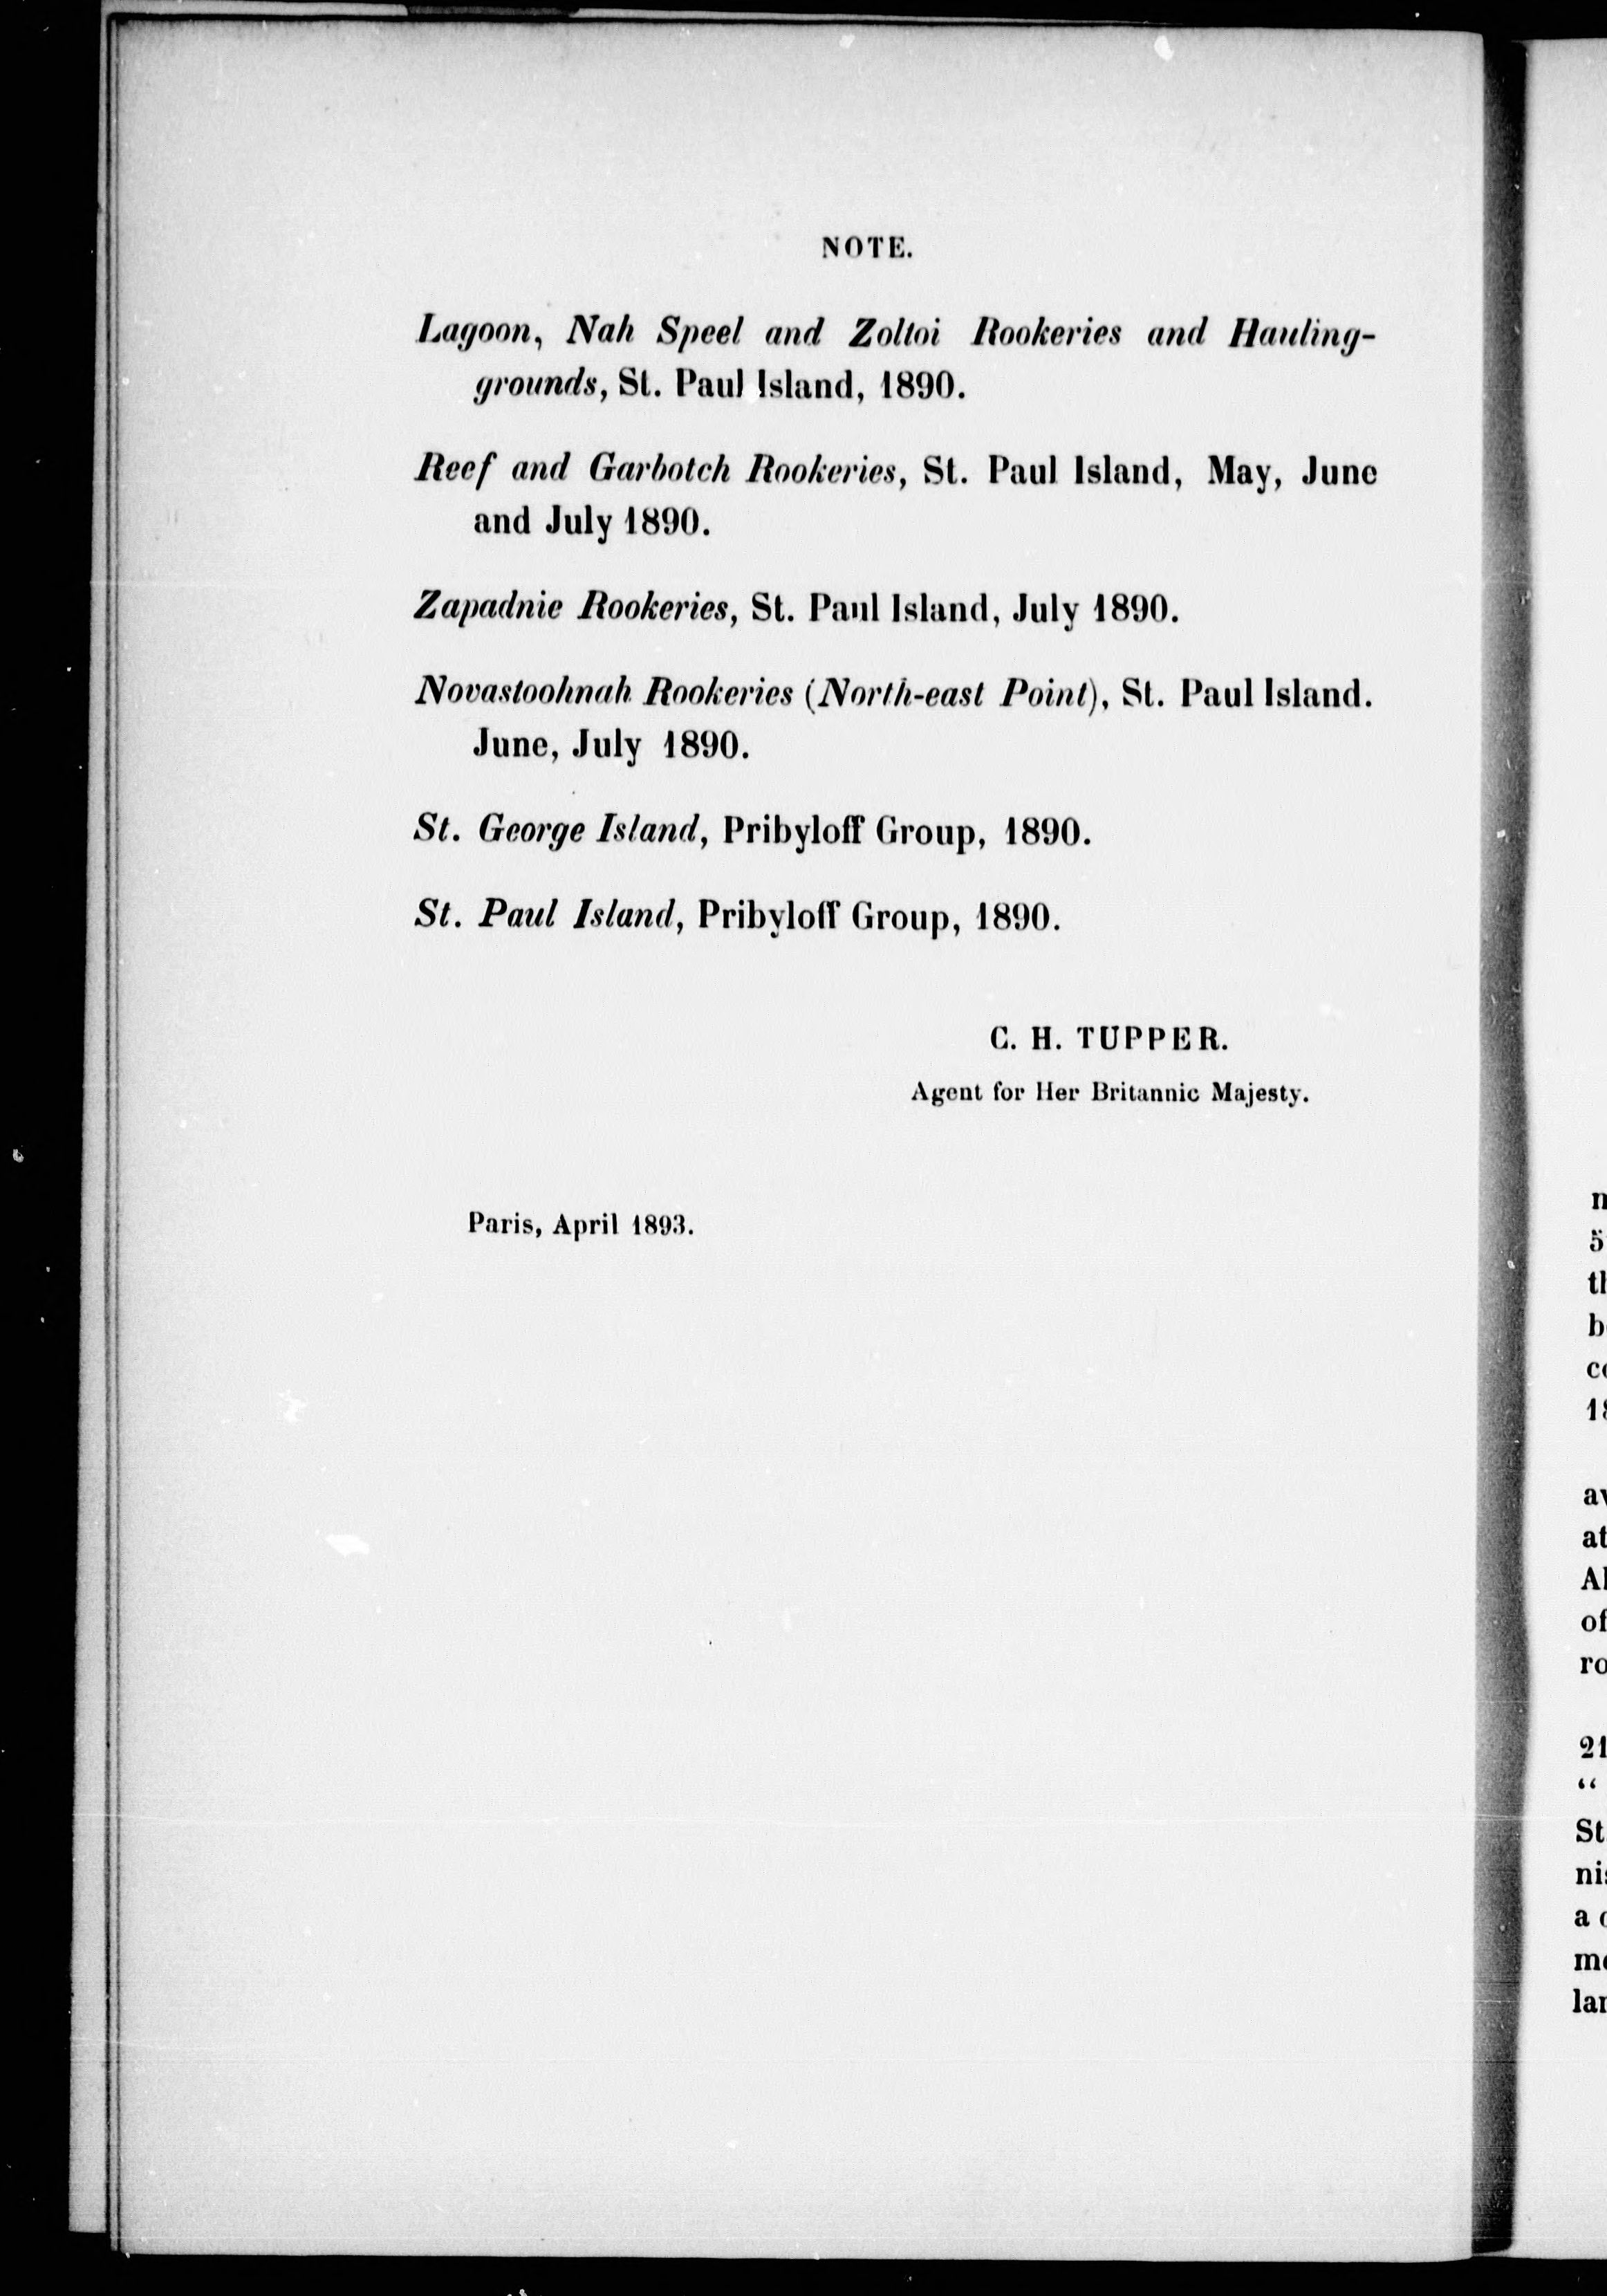 NOTE.
Lagoon, Nah Speel and Zoltoi Rookeries and Hauling-
grounds, St. Paul Island, 1890.
Reef and Garbotch Rookeries, St. Paul Island, May, June
and July 1890.
Zapadnie Rookeries, St. Paul Island, July 1890.
Novastoohnah Rookeries (North-east Point), St. Paul Island.
June, July 1890.
St. George Island, Pribyloff Group, 1890.
St. Paul Island, Pribyloff Group, 1890.
C. H. TUPPER.
Agent for Her Britannic Majesty.
Paris, April 1893.